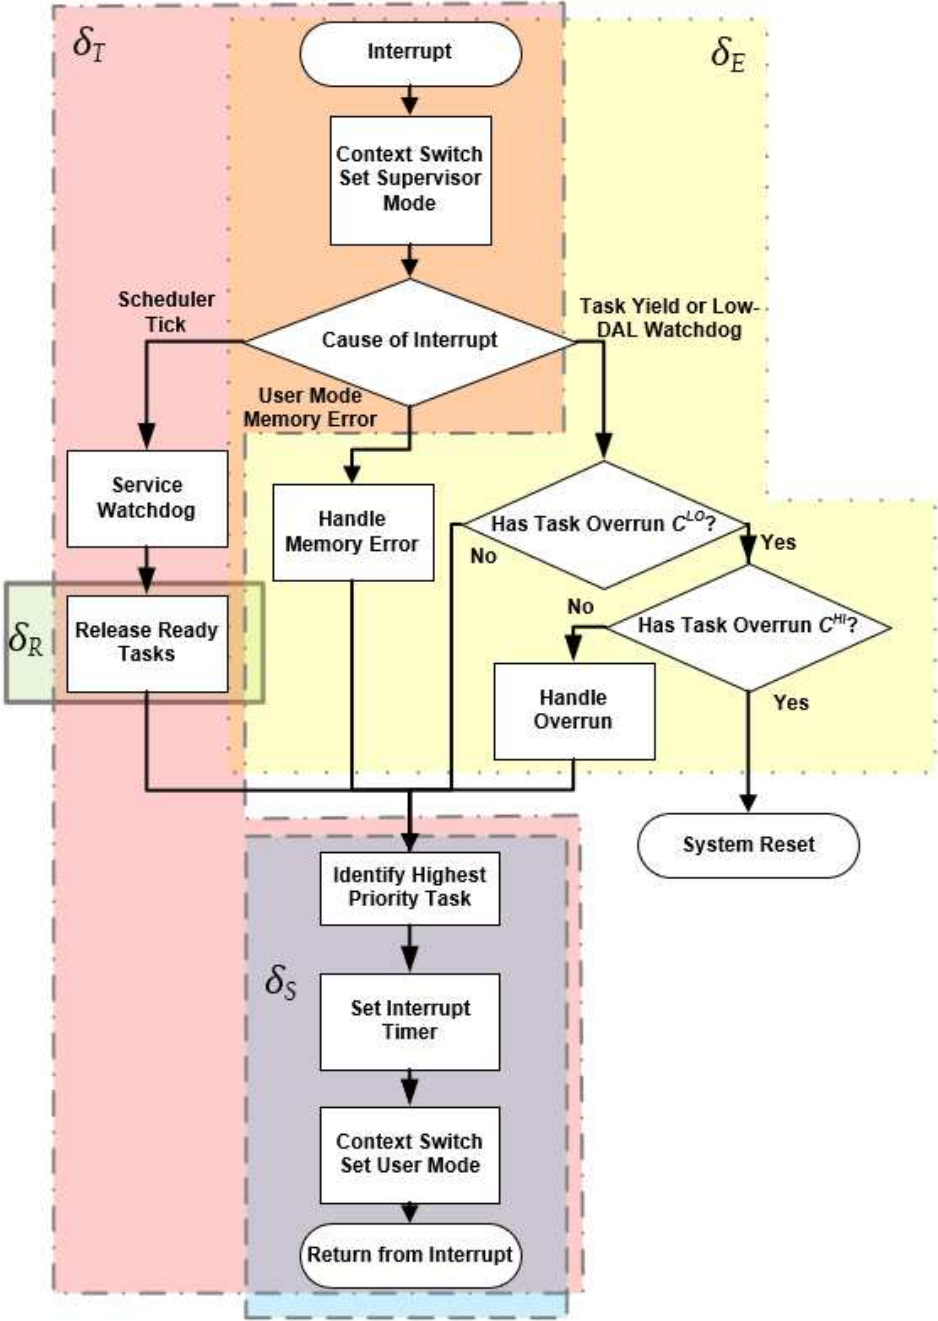 δT
δE
Interrupt
Context Switch
Set Supervisor
Mode
Scheduler
Tick
Cause of Interrupt
Task Yield or Low-
DAL Watchdog
User Mode
Memory Error
Service
Watchdog
Handle
Memory Error
Has Task Overrun C^LO?
No
Yes
δR
Release Ready
Tasks
No
Has Task Overrun C^HI?
Handle
Overrun
Yes
System Reset
Identify Highest
Priority Task
δS
Set Interrupt
Timer
Context Switch
Set User Mode
Return from Interrupt